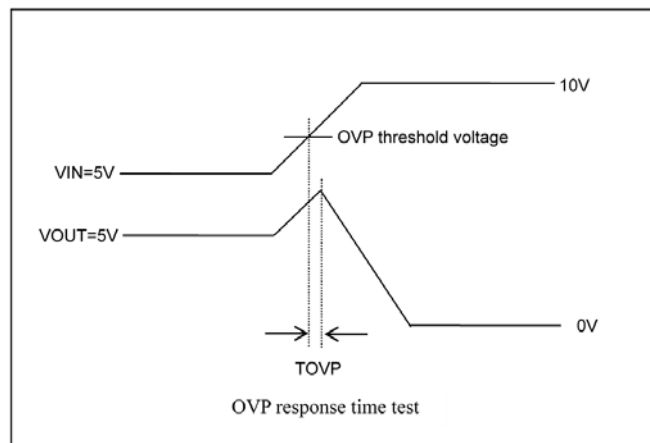 10V
OVP threshold voltage
VIN=5V
VOUT=5V
0V
TOVP
OVP response time test